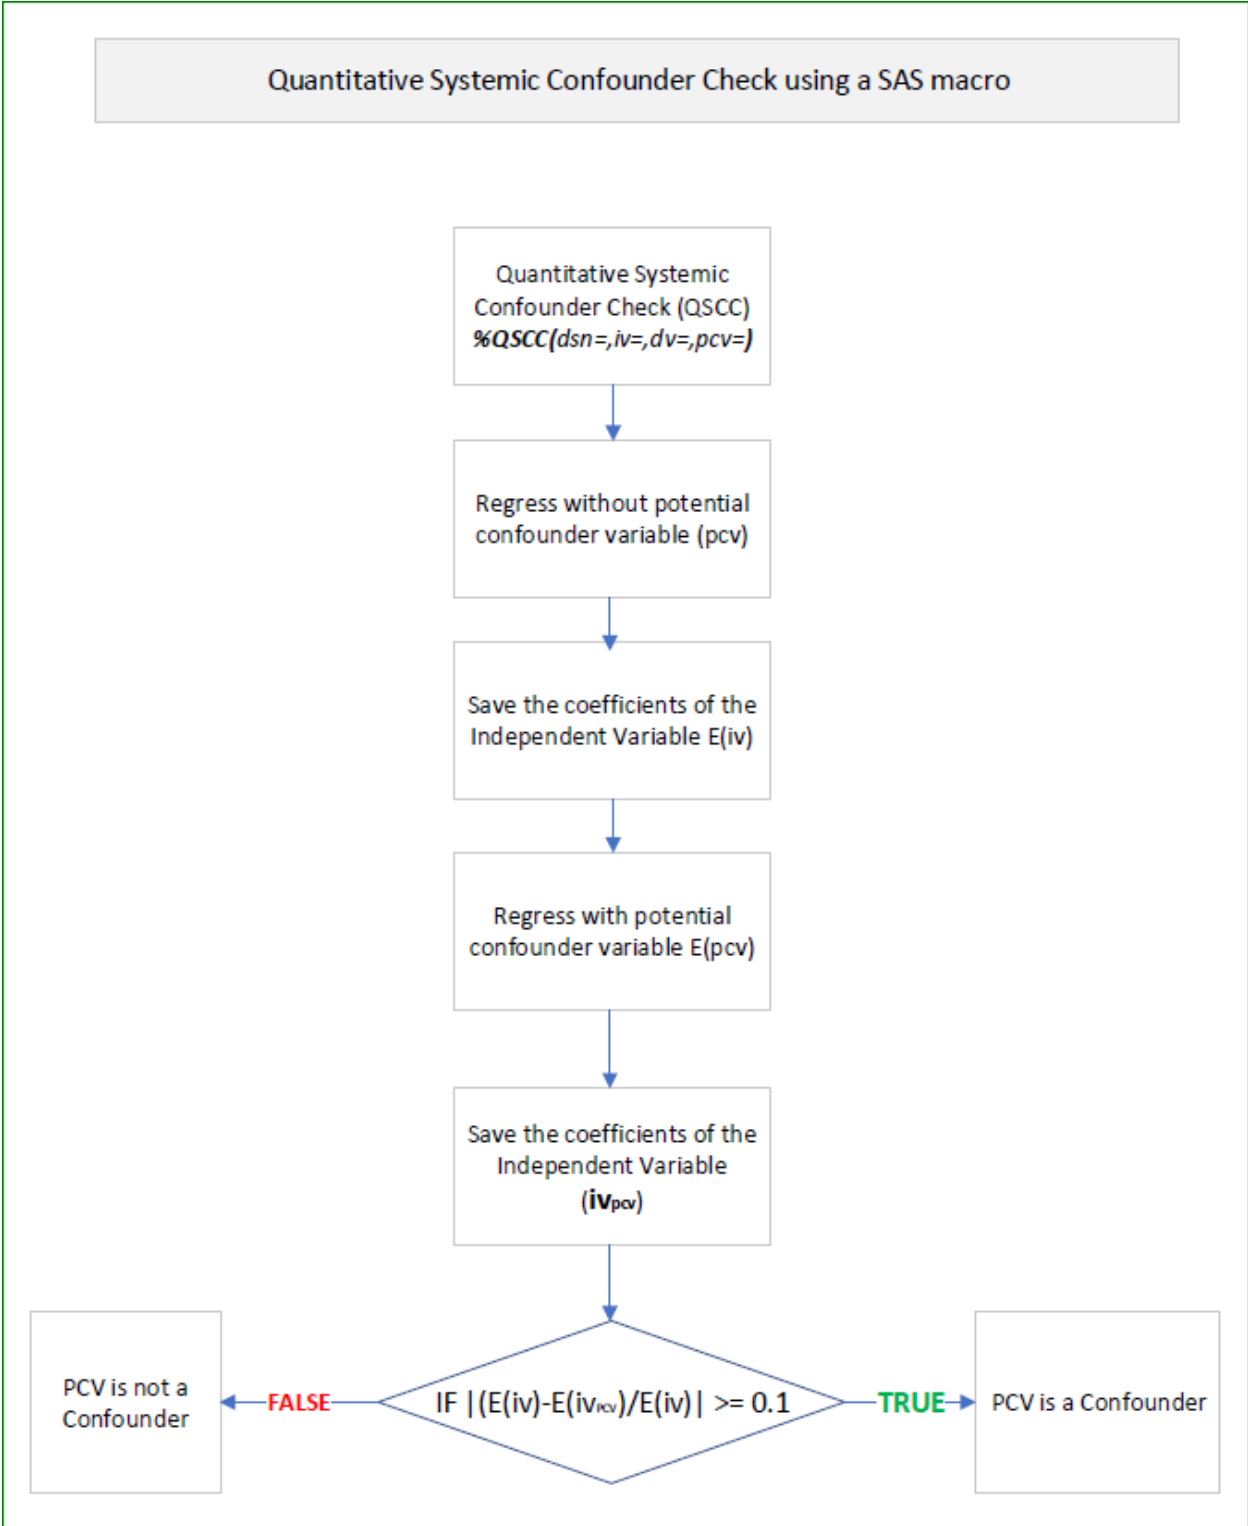 Quantitative Systemic Confounder Check using a SAS macro
Quantitative Systemic
Confounder Check (QSCC)
%QSCC(dsn=,iv=,dv=,pcv=)
Regress without potential
confounder variable (pcv)
Save the coefficients of the
Independent Variable E(iv)
Regress with potential
confounder variable E(pcv)
Save the coefficients of the
Independent Variable
(ivpcv)
PCV is not a
Confounder
FALSE
IF |(E(iv)-E(ivPCV)/E(iv)| >= 0.1
TRUE
PCV is a Confounder